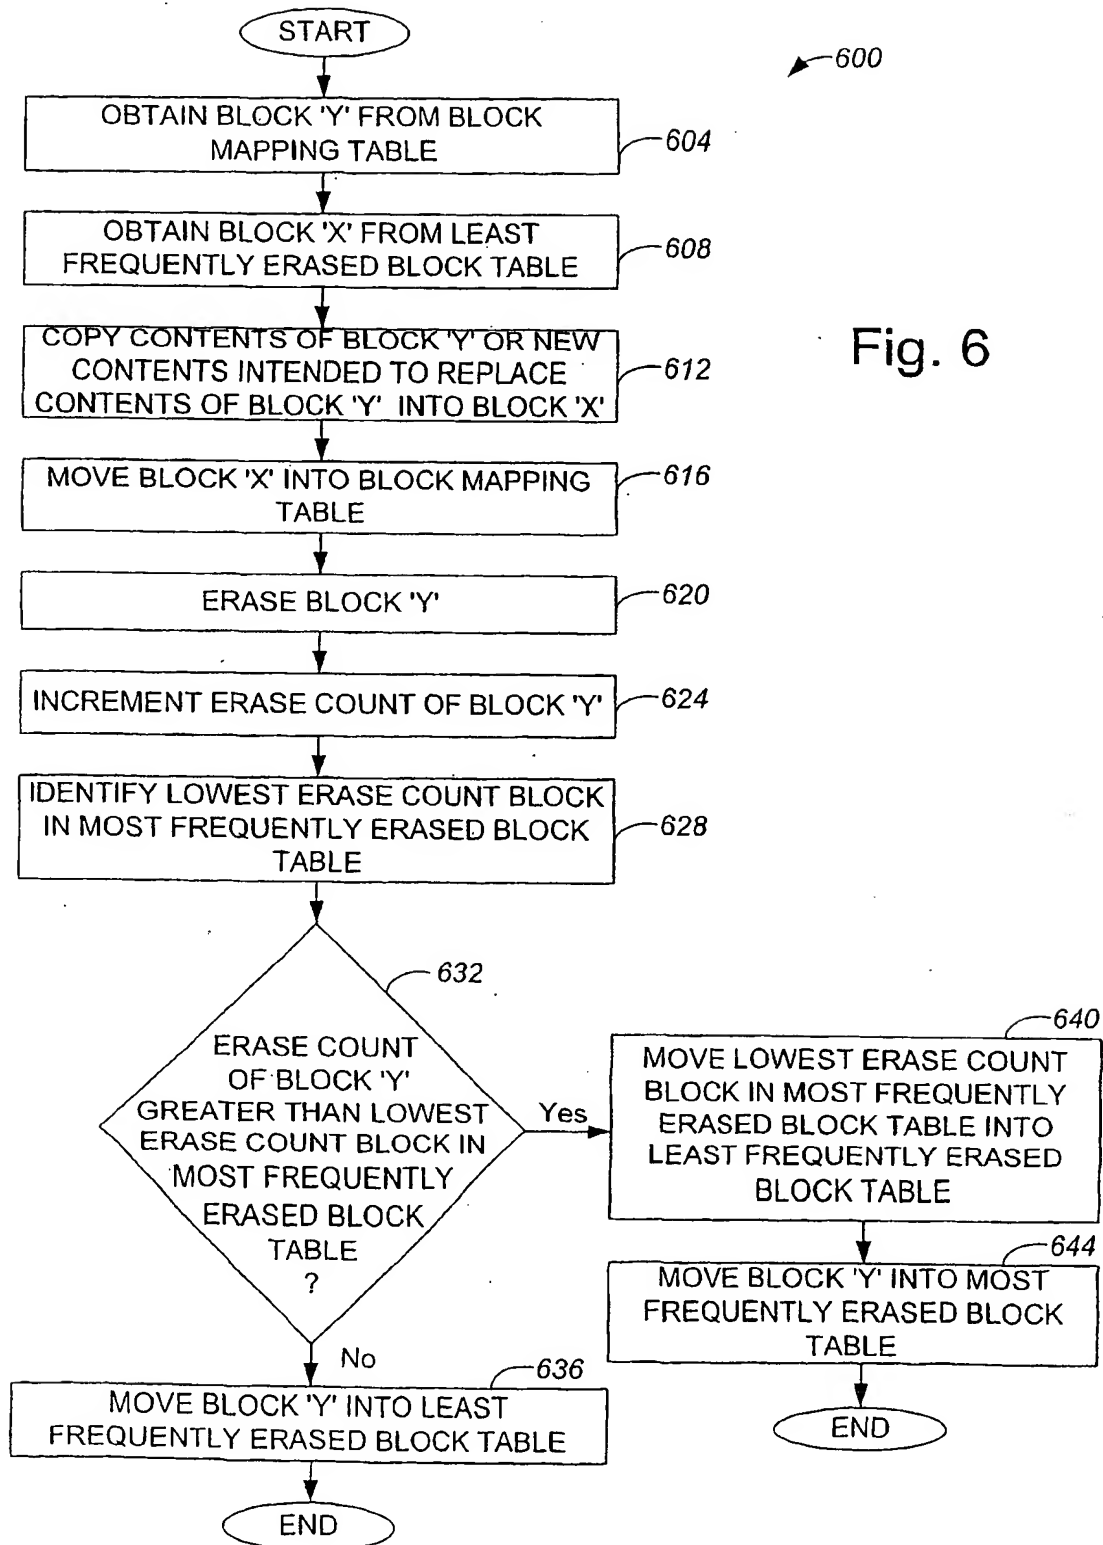 START
600
OBTAIN BLOCK 'Y' FROM BLOCK
MAPPING TABLE
604
OBTAIN BLOCK 'X' FROM LEAST
FREQUENTLY ERASED BLOCK TABLE
608
COPY CONTENTS OF BLOCK 'Y' OR NEW
CONTENTS INTENDED TO REPLACE
CONTENTS OF BLOCK 'Y' INTO BLOCK 'X'
612
Fig. 6
MOVE BLOCK 'X' INTO BLOCK MAPPING
TABLE
616
ERASE BLOCK 'Y'
620
INCREMENT ERASE COUNT OF BLOCK 'Y'
624
IDENTIFY LOWEST ERASE COUNT BLOCK
IN MOST FREQUENTLY ERASED BLOCK
TABLE
628
632
ERASE COUNT
OF BLOCK 'Y'
GREATER THAN LOWEST
ERASE COUNT BLOCK IN
MOST FREQUENTLY
ERASED BLOCK
TABLE
?
Yes
640
MOVE LOWEST ERASE COUNT
BLOCK IN MOST FREQUENTLY
ERASED BLOCK TABLE INTO
LEAST FREQUENTLY ERASED
BLOCK TABLE
644
MOVE BLOCK 'Y' INTO MOST
FREQUENTLY ERASED BLOCK
TABLE
END
No
636
MOVE BLOCK 'Y' INTO LEAST
FREQUENTLY ERASED BLOCK TABLE
END